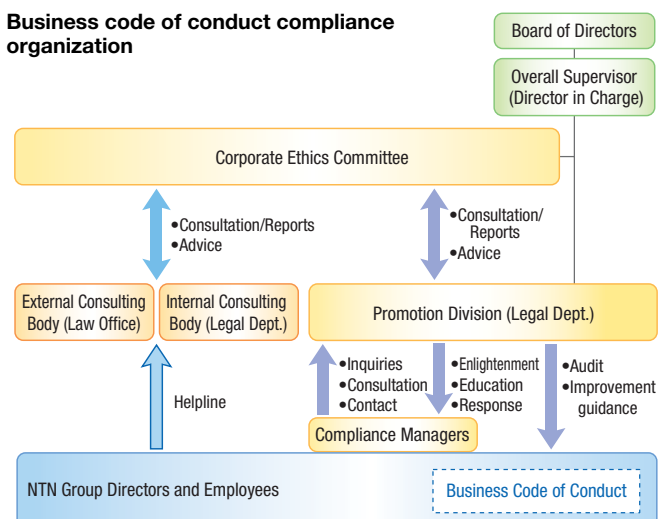 Business code of conduct compliance
organization
Board of Directors
Overall Supervisor
(Director in Charge)
Corporate Ethics Committee
•Consultation/Reports
•Advice
•Consultation/
Reports
•Advice
External Consulting
Body (Law Office)
Internal Consulting
Body (Legal Dept.)
Promotion Division (Legal Dept.)
Helpline
•Inquiries
•Consultation
•Contact
•Enlightenment
•Education
•Response
•Audit
•Improvement
guidance
Compliance Managers
NTN Group Directors and Employees
Business Code of Conduct